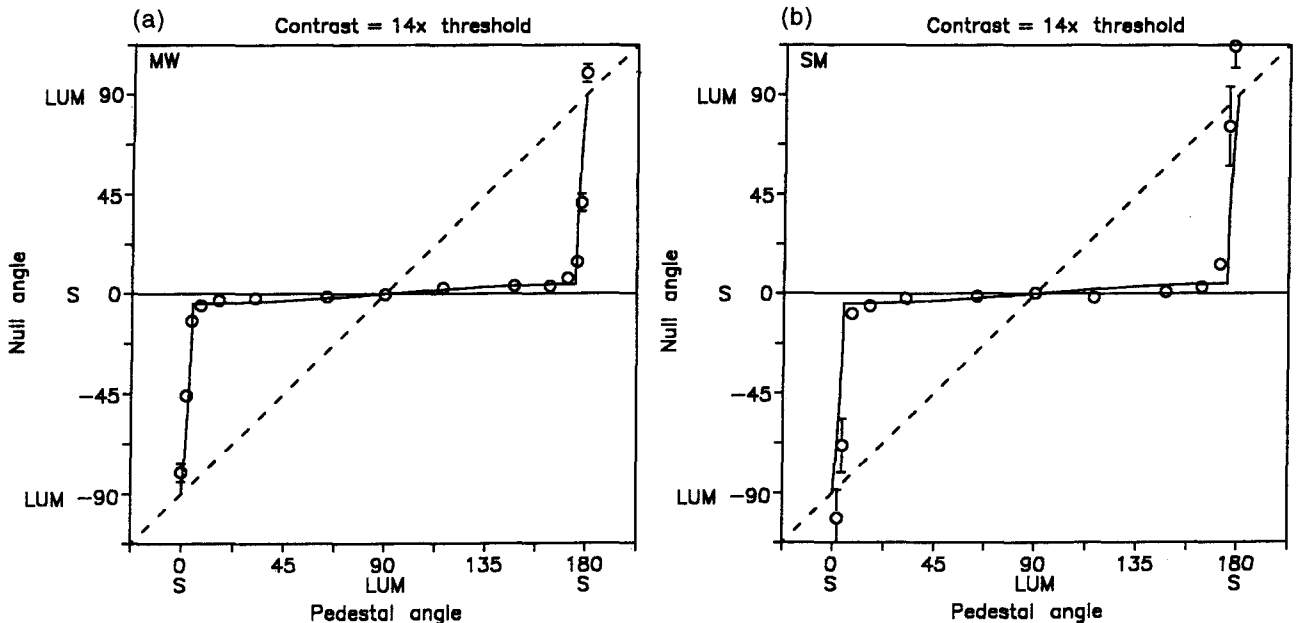 (a)
Contrast = 14x threshold
MW
LUM 90
45
S 0
-45
LUM -90
Null angle
0 45 90 135 180
S LUM S
Pedestal angle
(b)
Contrast = 14x threshold
SM
LUM 90
45
S 0
-45
LUM -90
Null angle
0 45 90 135 180
S LUM S
Pedestal angle